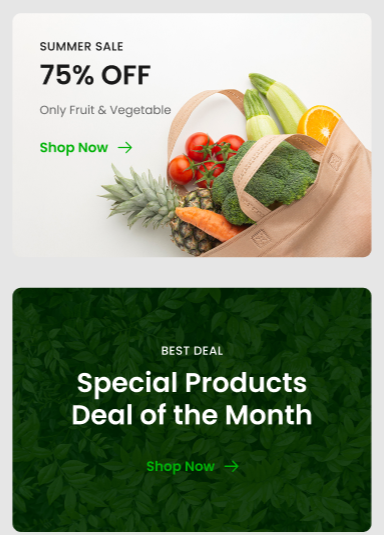 SUMMER SALE
75% OFF
Only Fruit & Vegetable
Shop Now
BEST DEAL
Special Products
Deal of the Month
Shop Now